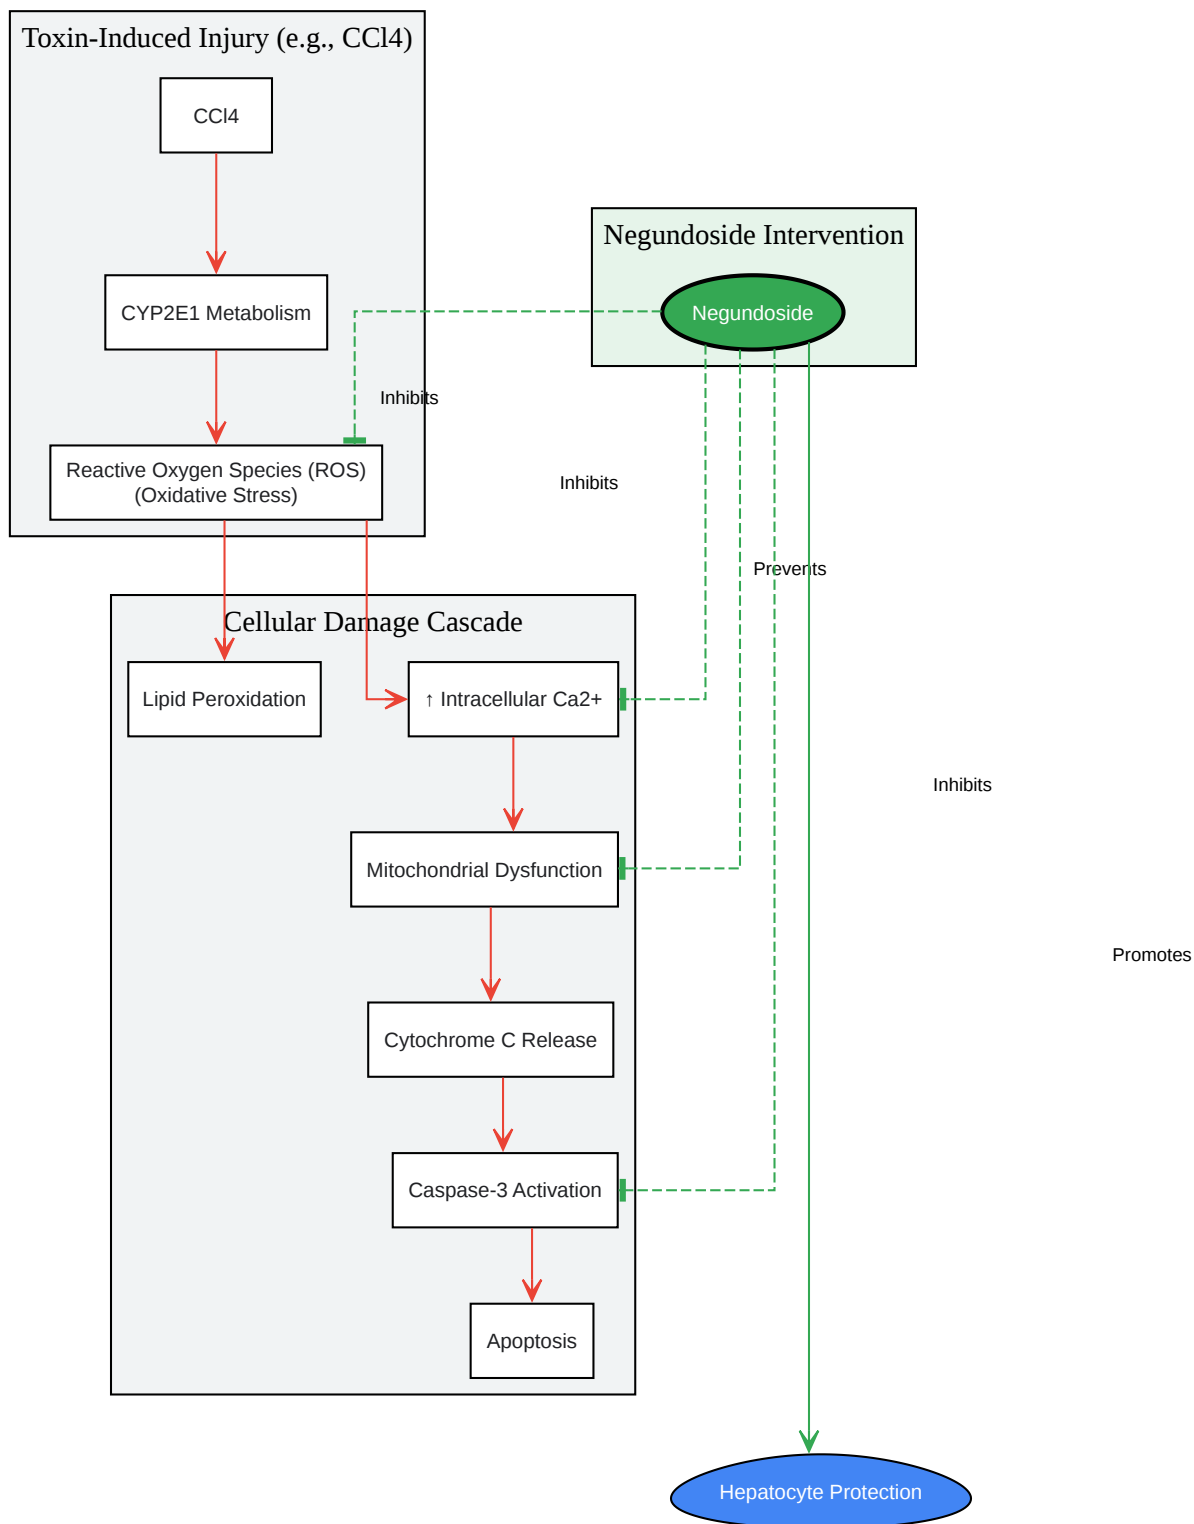 Toxin-Induced Injury (e.g., CCl4)
CCl4
CYP2E1 Metabolism
Reactive Oxygen Species (ROS)
(Oxidative Stress)
Negundoside Intervention
Negundoside
Inhibits
Inhibits
Prevents
Inhibits
Promotes
Cellular Damage Cascade
Lipid Peroxidation
↑ Intracellular Ca2+
Mitochondrial Dysfunction
Cytochrome C Release
Caspase-3 Activation
Apoptosis
Hepatocyte Protection